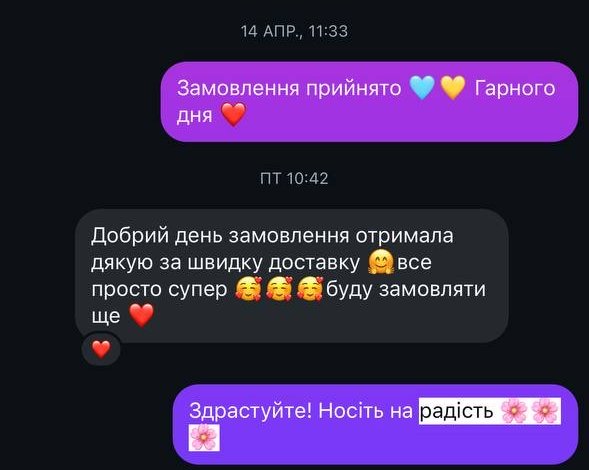 14 АПР., 11:33
Замовлення прийнято 🩵💛 Гарного
дня ❤️
ПТ 10:42
Добрий день замовлення отримала
дякую за швидку доставку 🤗все
просто супер 🥰🥰🥰буду замовляти
ще ❤️
❤️
Здрастуйте! Носіть на радість 🌸🌸
🌸